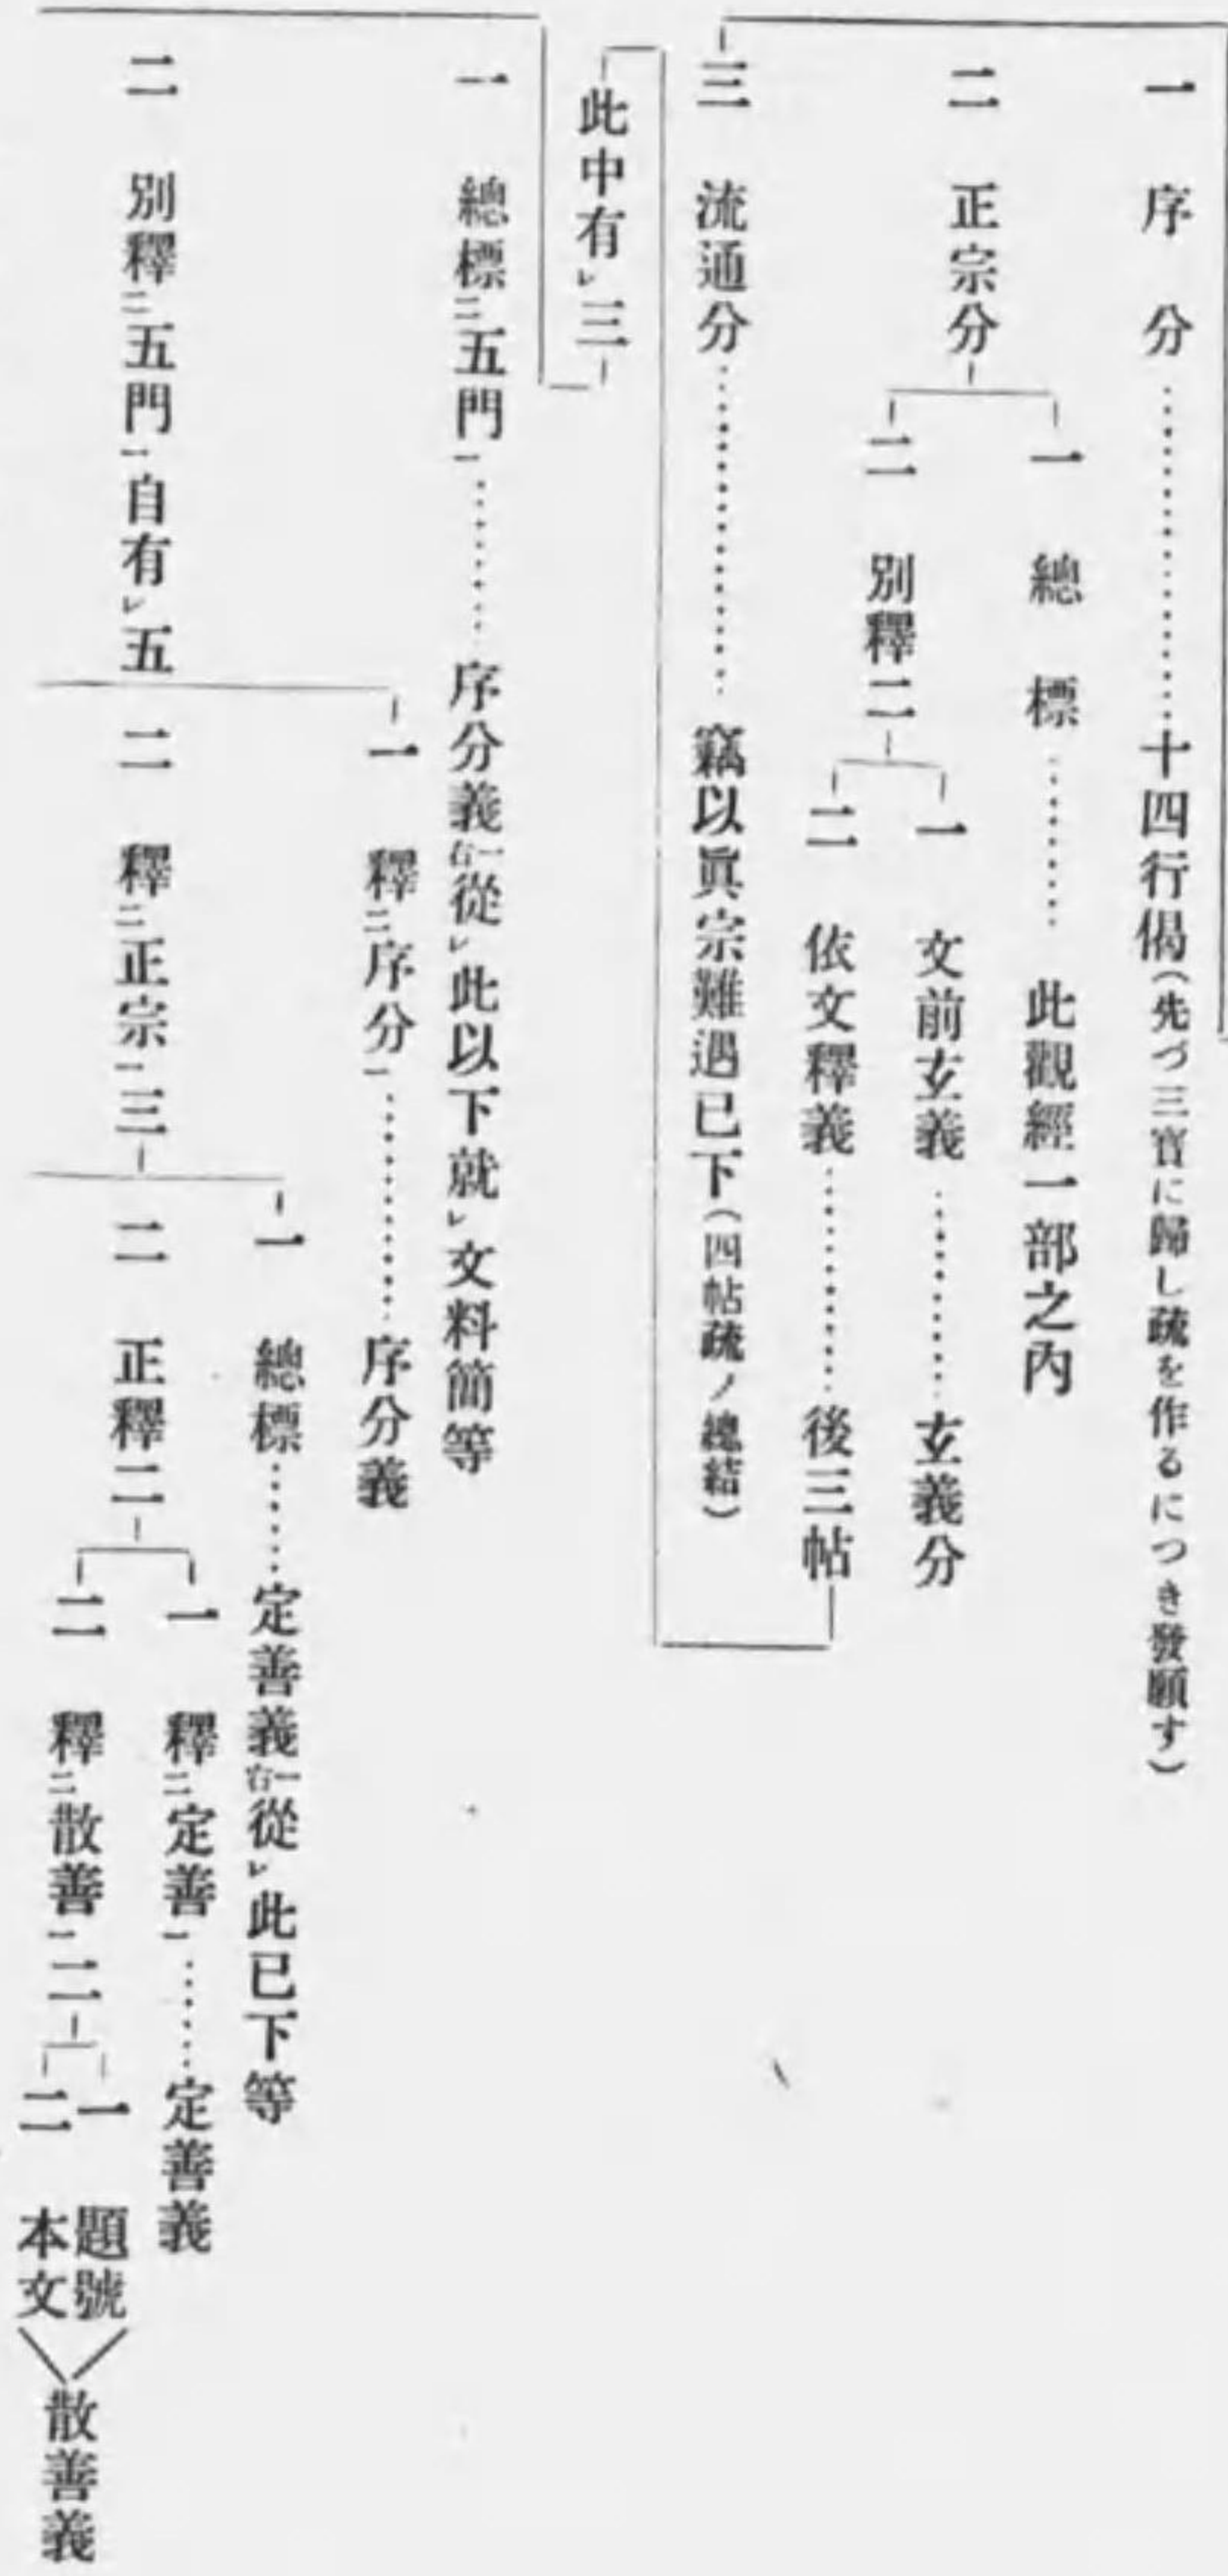 一 序分…………十四行偈(先づ三寶に歸し疏を作るにつき發願す)
二 正宗分
一 總標……此觀經一部之內
二 別釋二
一 文前玄義……玄義分
二 依文釋義……後三帖
三 流通分…………竊以眞宗難遇已下(四帖疏ノ總結)
此中有㆑三
一 總標㆓五門㆒……序分義右一從㆑此以下就㆑文料簡等
二 別釋㆓五門㆒自有㆑五
一 釋㆓序分㆒……序分義
二 釋㆓正宗㆒三
一 總標……定善義右一從㆑此已下等
二 正釋二
一 釋㆓定善㆒……定善義
二 釋㆓散善㆒二
一 題號
二 本文
散善義